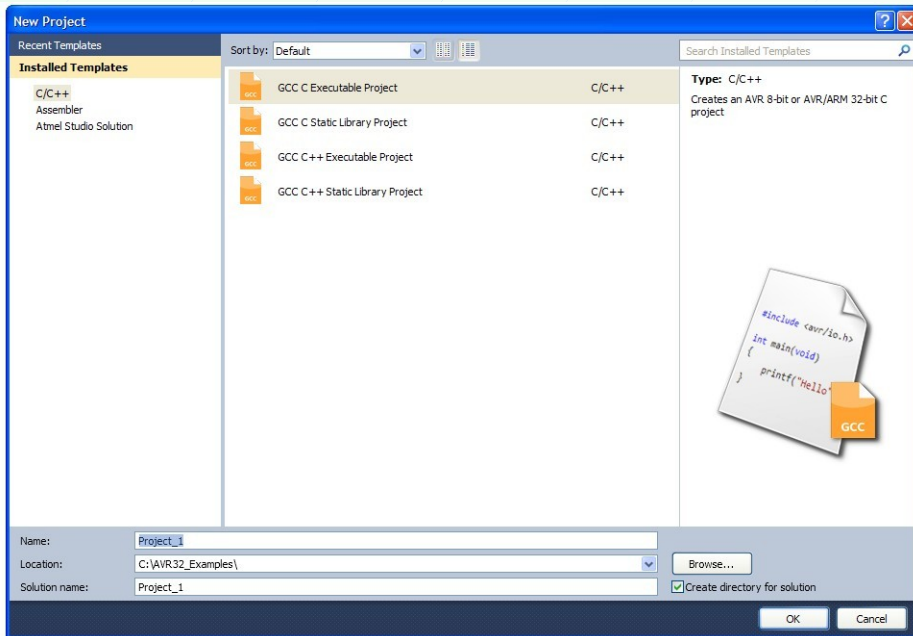 New Project
Recent Templates
Installed Templates
C/C++
Assembler
Atmel Studio Solution
Sort by: Default
GCC C Executable Project C/C++
GCC C Static Library Project C/C++
GCC C++ Executable Project C/C++
GCC C++ Static Library Project C/C++
Search Installed Templates
Type: C/C++
Creates an AVR 8-bit or AVR/ARM 32-bit C
project
#include <avr/io.h>
int main(void)
{
printf("Hello"
}
GCC
Name: Project_1
Location: C:\AVR32_Examples\
Browse...
Solution name: Project_1
Create directory for solution
OK Cancel